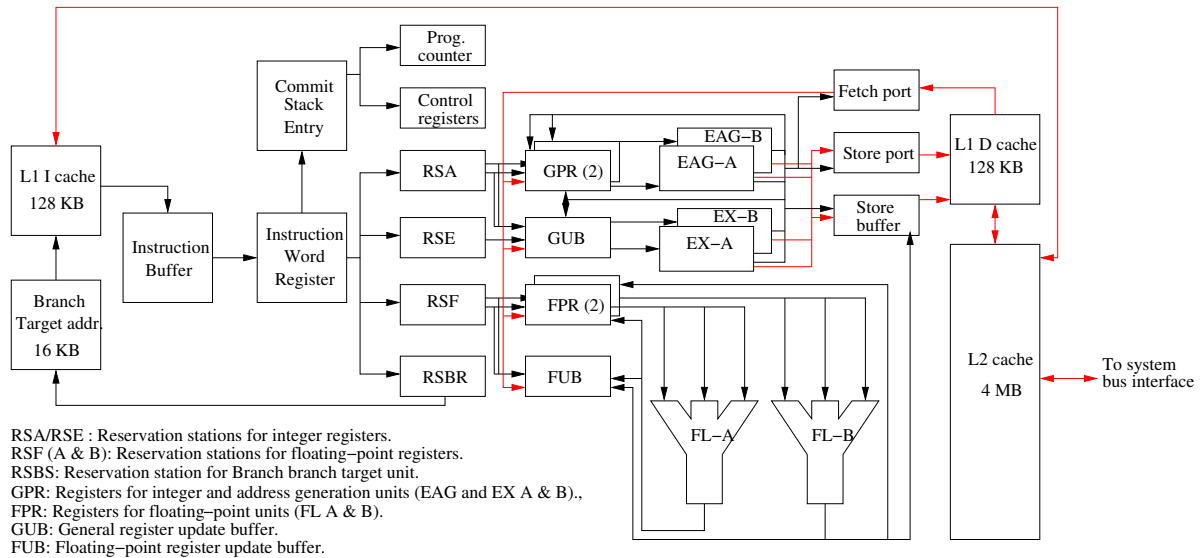 Prog.
counter
Commit
Stack
Entry
Control
registers
Fetch port
EAG−B
EAG−A
Store port
L1 D cache
128 KB
L1 I cache
128 KB
RSA
GPR (2)
Instruction
Buffer
Instruction
Word
Register
RSE
GUB
EX−B
EX−A
Store
buffer
Branch
Target addr.
16 KB
RSF
FPR (2)
RSBR
FUB
L2 cache
4 MB
To system
bus interface
FL−A
FL−B
RSA/RSE : Reservation stations for integer registers.
RSF (A & B): Reservation stations for floating−point registers.
RSBS: Reservation station for Branch branch target unit.
GPR: Registers for integer and address generation units (EAG and EX A & B).,
FPR: Registers for floating−point units (FL A & B).
GUB: General register update buffer.
FUB: Floating−point register update buffer.